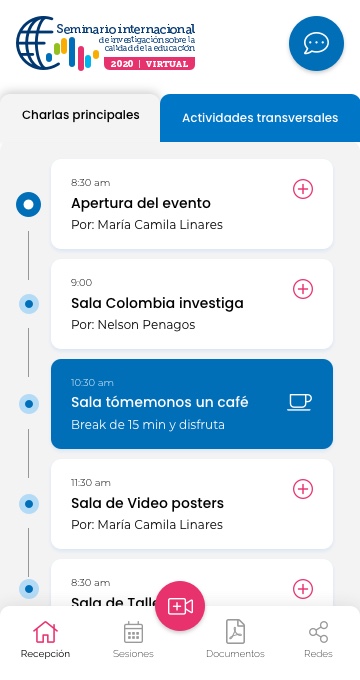 Seminario internacional
de investigación sobre la
calidad de la educación
2020 | VIRTUAL
Charlas principales
Actividades transversales
8:30 am
Apertura del evento
Por: María Camila Linares
9:00
Sala Colombia investiga
Por: Nelson Penagos
10:30 am
Sala tómemonos un café
Break de 15 min y disfruta
11:30 am
Sala de Video posters
Por: María Camila Linares
8:30 am
Sala de
Recepción
Sesiones
Documentos
Redes